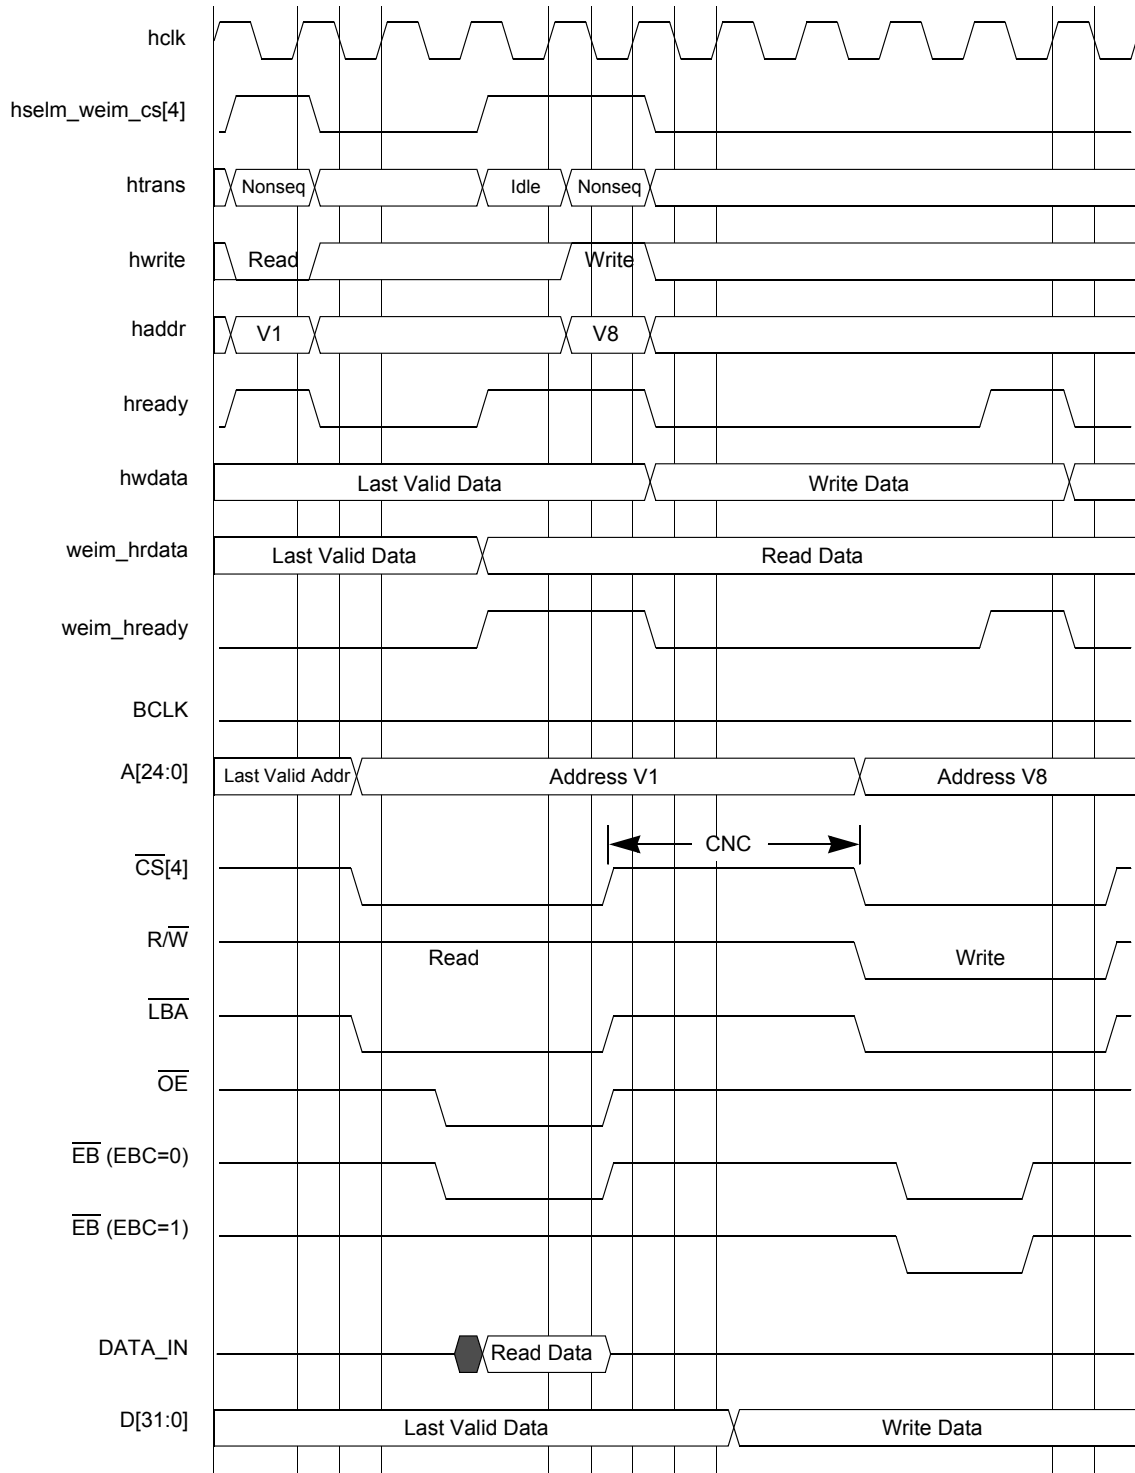 hclk
hselm_weim_cs[4]
htrans Nonseq Idle Nonseq
hwrite Read Write
haddr V1 V8
hready
hwdata Last Valid Data Write Data
weim_hrdata Last Valid Data Read Data
weim_hready
BCLK
A[24:0] Last Valid Addr Address V1 Address V8
CNC
CS[4]
R/W Read Write
LBA
OE
EB (EBC=0)
EB (EBC=1)
DATA_IN Read Data
D[31:0] Last Valid Data Write Data